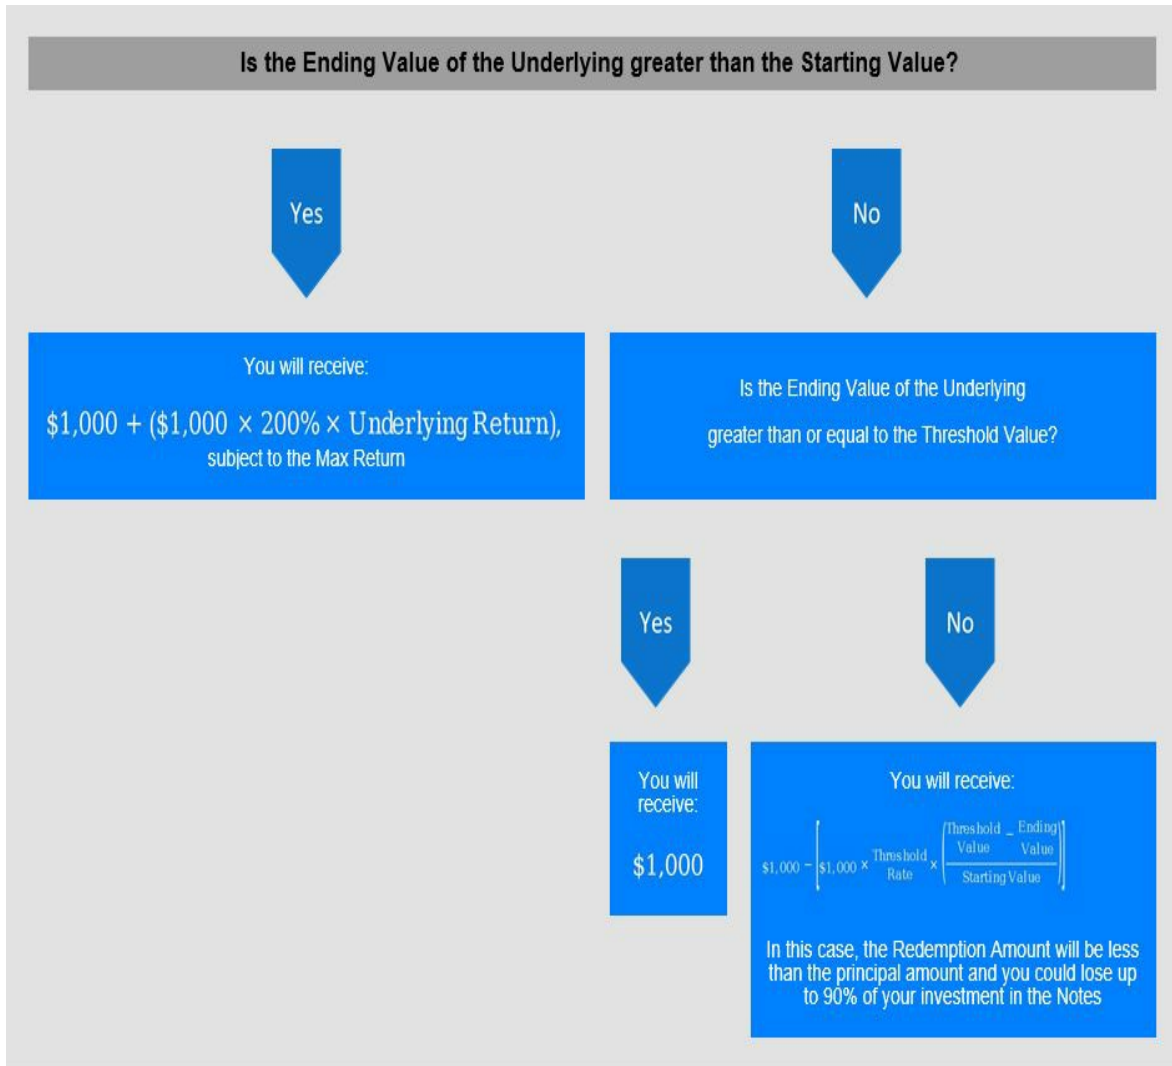 Is the Ending Value of the Underlying greater than the Starting Value?
Yes
No
You will receive:
$1,000 + ($1,000 × 200% × Underlying Return),
subject to the Max Return
Is the Ending Value of the Underlying
greater than or equal to the Threshold Value?
Yes
No
You will
receive:
$1,000
You will receive:
$1,000 − [$1,000 × Threshold Rate × ((Threshold Value − Ending Value) / Starting Value)]
In this case, the Redemption Amount will be less
than the principal amount and you could lose up
to 90% of your investment in the Notes